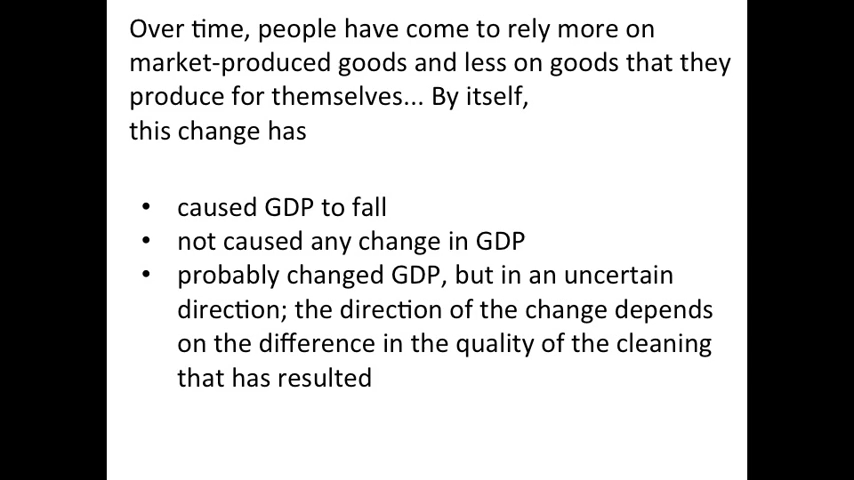 Over time, people have come to rely more on
market-produced goods and less on goods that they
produce for themselves... By itself,
this change has
• caused GDP to fall
• not caused any change in GDP
• probably changed GDP, but in an uncertain
direction; the direction of the change depends
on the difference in the quality of the cleaning
that has resulted